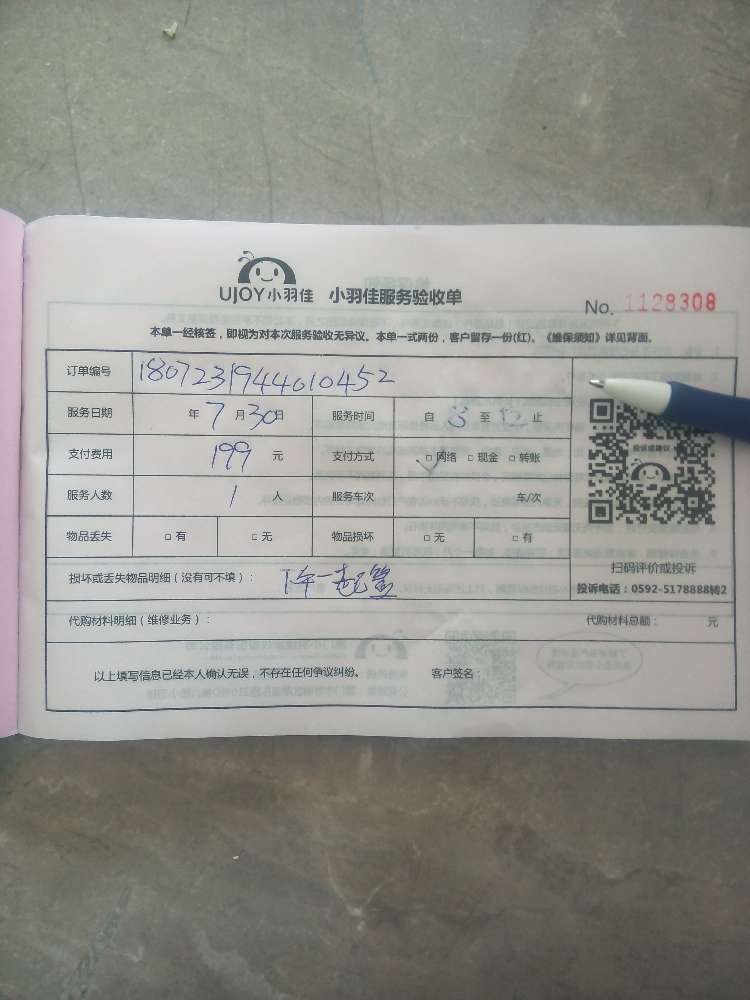 UJOY小羽佳 小羽佳服务验收单
No. 1128308
本单一经核签，即视为对本次服务验收无异议。本单一式两份，客户留存一份(红)。《维保须知》详见背面。
订单编号 1807231944010452
服务日期 年 7 月 30 日 服务时间 自 至 12 止
支付费用 199 元 支付方式 □网络 □现金 □转账
服务人数 1 人 服务车次 车/次
物品丢失 □有 □无 物品损坏 □无 □有
投诉或建议
扫码评价或投诉
投诉电话：0592-5178888转2
损坏或丢失物品明细（没有可不填）：
代购材料明细（维修业务）： 代购材料总额： 元
以上填写信息已经本人确认无误，不存在任何争议纠纷。 客户签名：